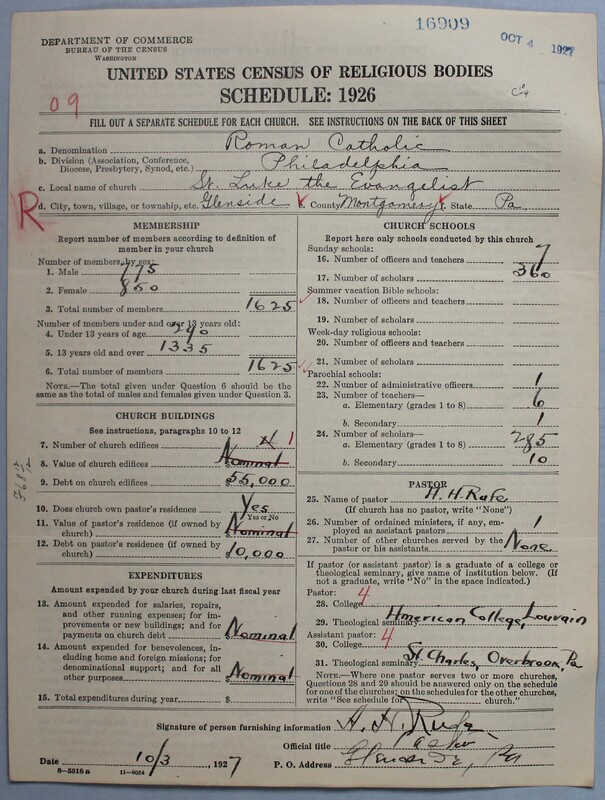 16909
OCT 4 1927
DEPARTMENT OF COMMERCE
BUREAU OF THE CENSUS
WASHINGTON
UNITED STATES CENSUS OF RELIGIOUS BODIES
SCHEDULE: 1926
09
FILL OUT A SEPARATE SCHEDULE FOR EACH CHURCH. SEE INSTRUCTIONS ON THE BACK OF THIS SHEET
a. Denomination Roman Catholic
b. Division (Association, Conference, Diocese, Presbytery, Synod, etc.) Philadelphia
c. Local name of church St. Luke the Evangelist
R
d. City, town, village, or township, etc. Glenside County Montgomery State Pa
MEMBERSHIP
Report number of members according to definition of
member in your church
Number of members by sex:
1. Male 775
2. Female 850
3. Total number of members 1625
Number of members under and over 13 years old:
4. Under 13 years of age 290
5. 13 years old and over 1335
6. Total number of members 1625
NOTE.—The total given under Question 6 should be the
same as the total of males and females given under Question 3.
CHURCH BUILDINGS
See instructions, paragraphs 10 to 12
7. Number of church edifices 1
8. Value of church edifices $ Nominal
9. Debt on church edifices $ 55,000
10. Does church own pastor's residence? Yes
Yes or No
11. Value of pastor's residence (if owned by
church) $ Nominal
12. Debt on pastor's residence (if owned by
church) $ 10,000
EXPENDITURES
Amount expended by your church during last fiscal year
13. Amount expended for salaries, repairs,
and other running expenses; for im-
provements or new buildings; and for
payments on church debt $ Nominal
14. Amount expended for benevolences, in-
cluding home and foreign missions; for
denominational support; and for all
other purposes $ Nominal
15. Total expenditures during year $
CHURCH SCHOOLS
Report here only schools conducted by this church
Sunday schools:
16. Number of officers and teachers 7
17. Number of scholars 360
Summer vacation Bible schools:
18. Number of officers and teachers
19. Number of scholars
Week-day religious schools:
20. Number of officers and teachers
21. Number of scholars
Parochial schools:
22. Number of administrative officers 1
23. Number of teachers—
a. Elementary (grades 1 to 8) 6
b. Secondary 1
24. Number of scholars—
a. Elementary (grades 1 to 8) 285
b. Secondary 10
PASTOR
25. Name of pastor H. H. Rafe
(If church has no pastor, write "None")
26. Number of ordained ministers, if any, em-
ployed as assistant pastors 1
27. Number of other churches served by the
pastor or his assistants None
If pastor (or assistant pastor) is a graduate of a college or
theological seminary, give name of institution below. (If
not a graduate, write "No" in the space indicated.)
Pastor: 4
28. College
29. Theological seminary American College, Louvain
Assistant pastor: 4
30. College
31. Theological seminary St. Charles, Overbrook, Pa
NOTE.—Where one pastor serves two or more churches,
Questions 28 and 29 should be answered only on the schedule
for one of the churches; on the schedules for the other churches,
write "See schedule for church."
Signature of person furnishing information H. H.
Official title
Date 10/3, 1927 P. O. Address Glenside, Pa
8-5518a 11-9054